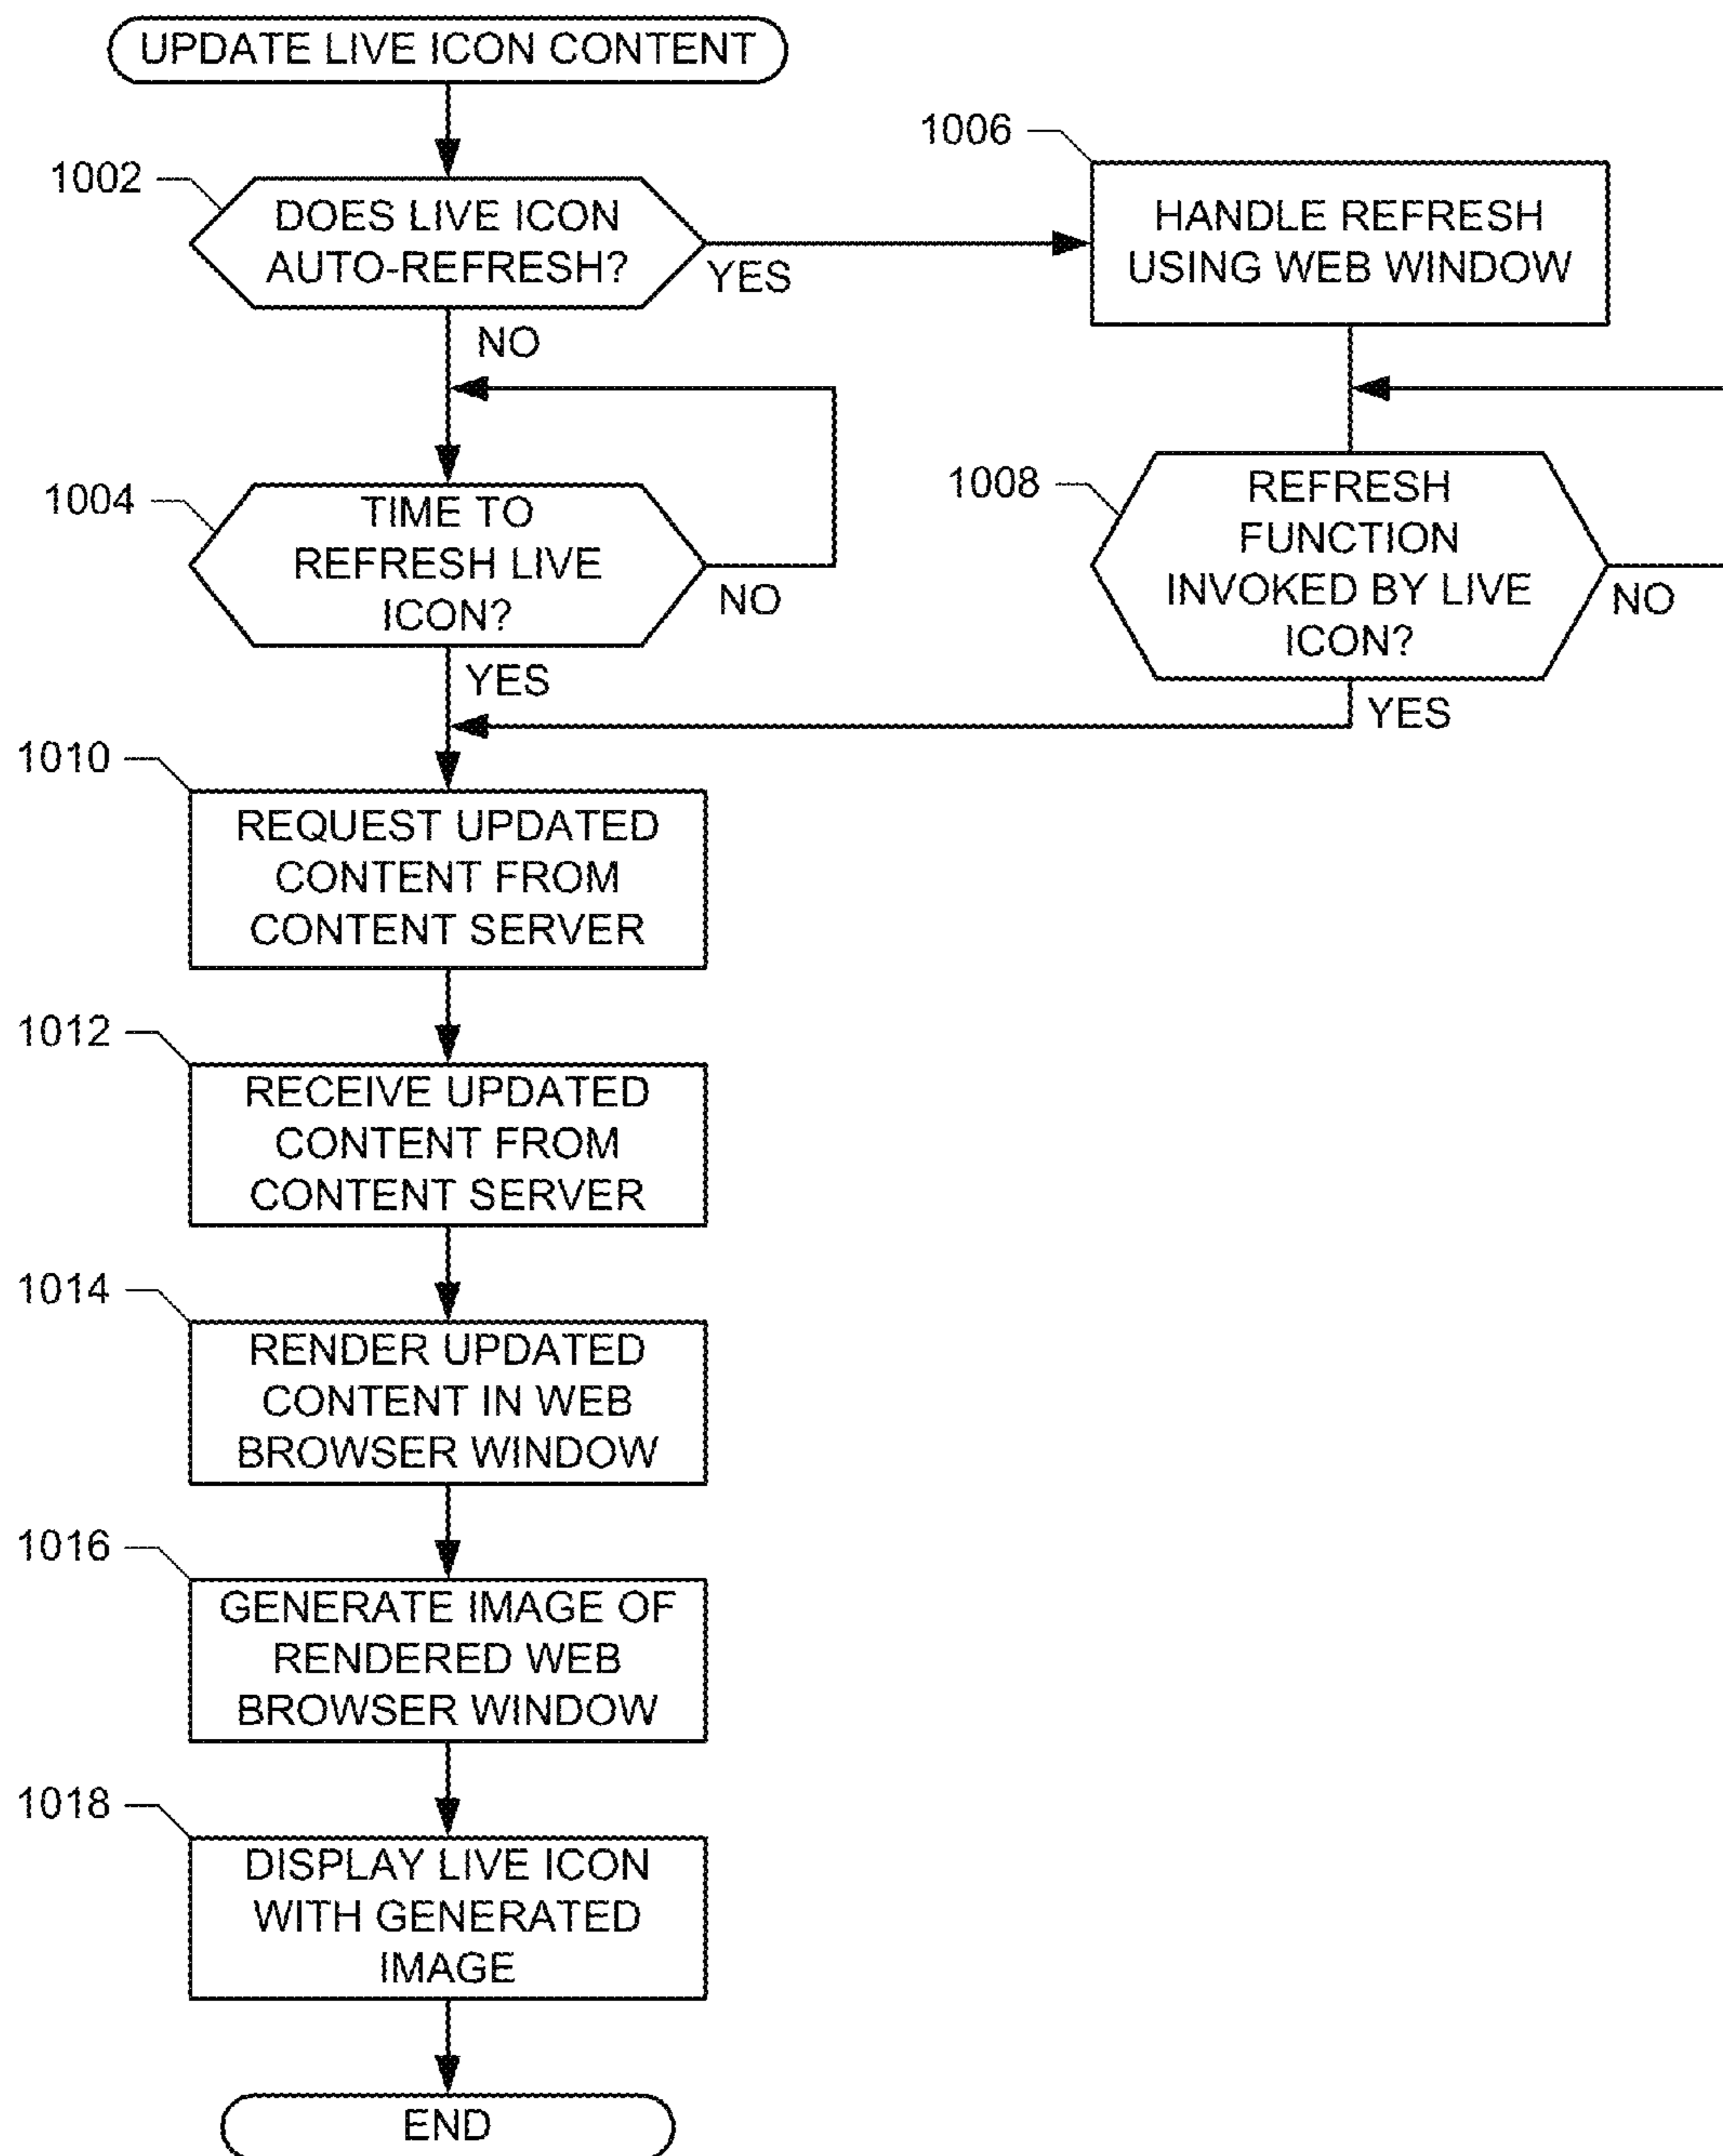 UPDATE LIVE ICON CONTENT
1002
DOES LIVE ICON
AUTO-REFRESH?
YES
NO
1006
HANDLE REFRESH
USING WEB WINDOW
1004
TIME TO
REFRESH LIVE
ICON?
NO
YES
1008
REFRESH
FUNCTION
INVOKED BY LIVE
ICON?
NO
YES
1010
REQUEST UPDATED
CONTENT FROM
CONTENT SERVER
1012
RECEIVE UPDATED
CONTENT FROM
CONTENT SERVER
1014
RENDER UPDATED
CONTENT IN WEB
BROWSER WINDOW
1016
GENERATE IMAGE OF
RENDERED WEB
BROWSER WINDOW
1018
DISPLAY LIVE ICON
WITH GENERATED
IMAGE
END